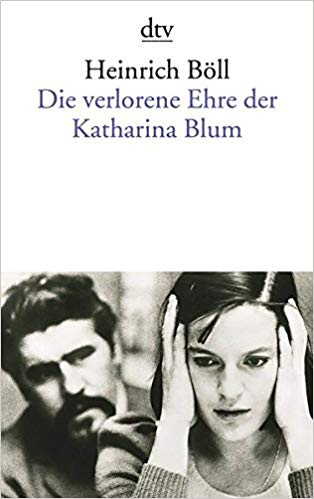 dtv
Heinrich Böll
Die verlorene Ehre der
Katharina Blum